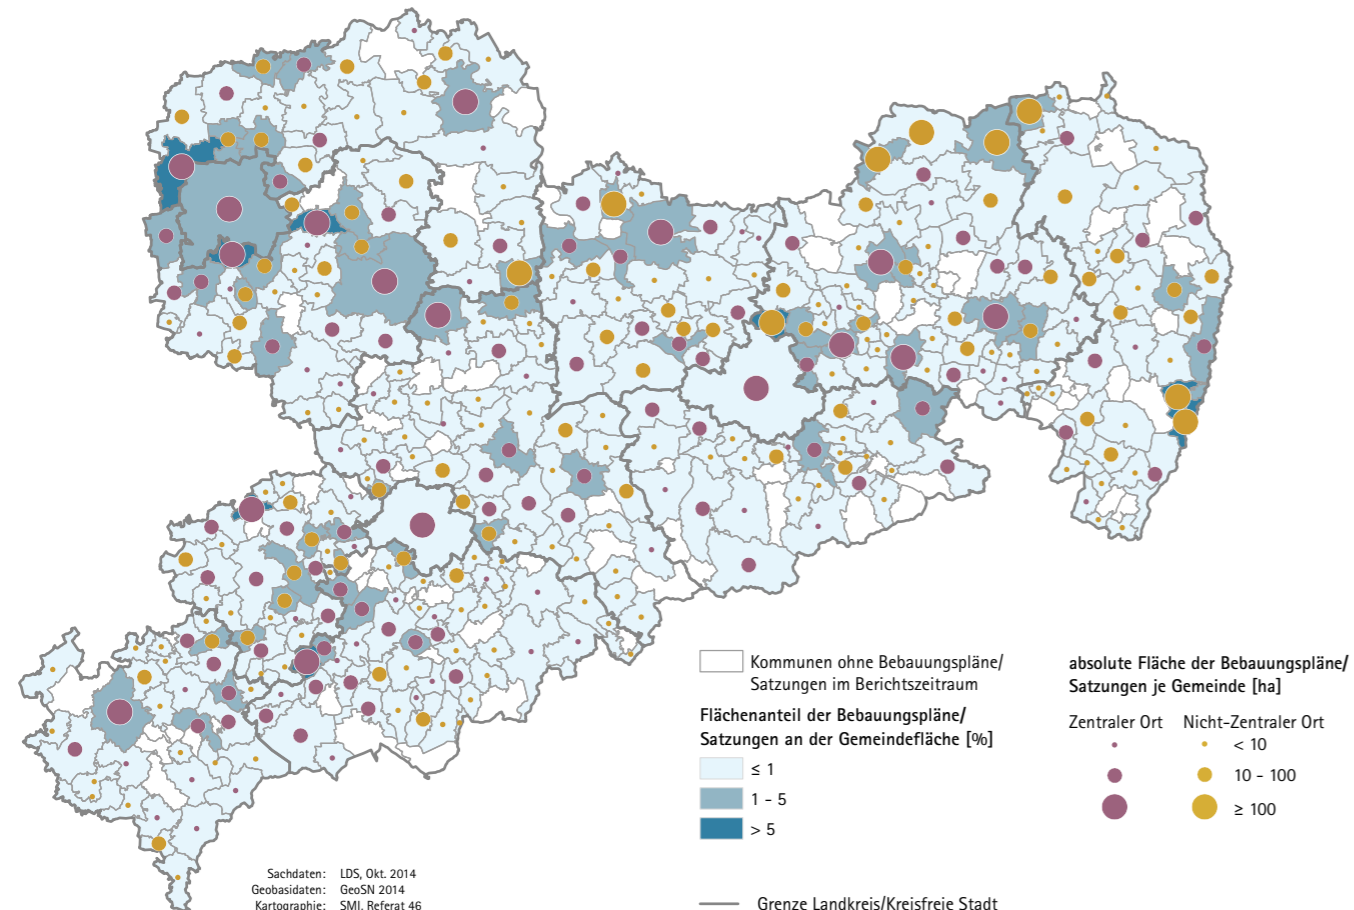 Kommunen ohne Bebauungspläne/
Satzungen im Berichtszeitraum
Flächenanteil der Bebauungspläne/
Satzungen an der Gemeindefläche [%]
≤ 1
1 - 5
> 5
Grenze Landkreis/Kreisfreie Stadt
absolute Fläche der Bebauungspläne/
Satzungen je Gemeinde [ha]
Zentraler Ort Nicht-Zentraler Ort
< 10
10 - 100
≥ 100
Sachdaten: LDS, Okt. 2014
Geobasidaten: GeoSN 2014
Kartographie: SMI, Referat 46